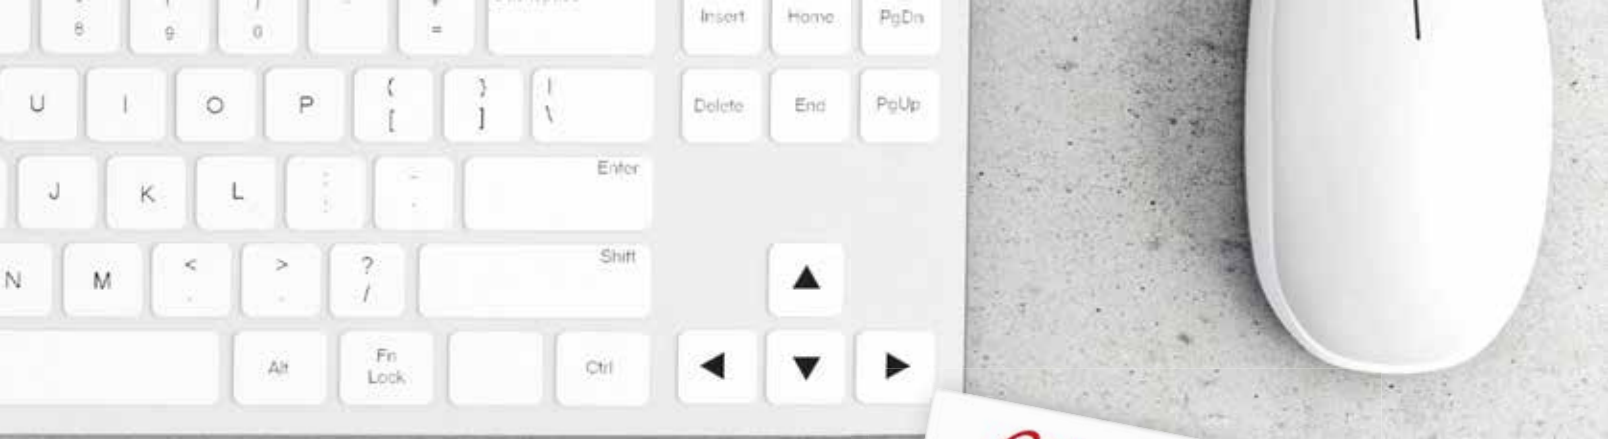 8 9 0 =
Insert Home PgDn
U I O P { [ } ] | \
Delete End PgUp
J K L : ;
Enter
N M < > ? /
Shift
Alt Fn Lock Ctrl